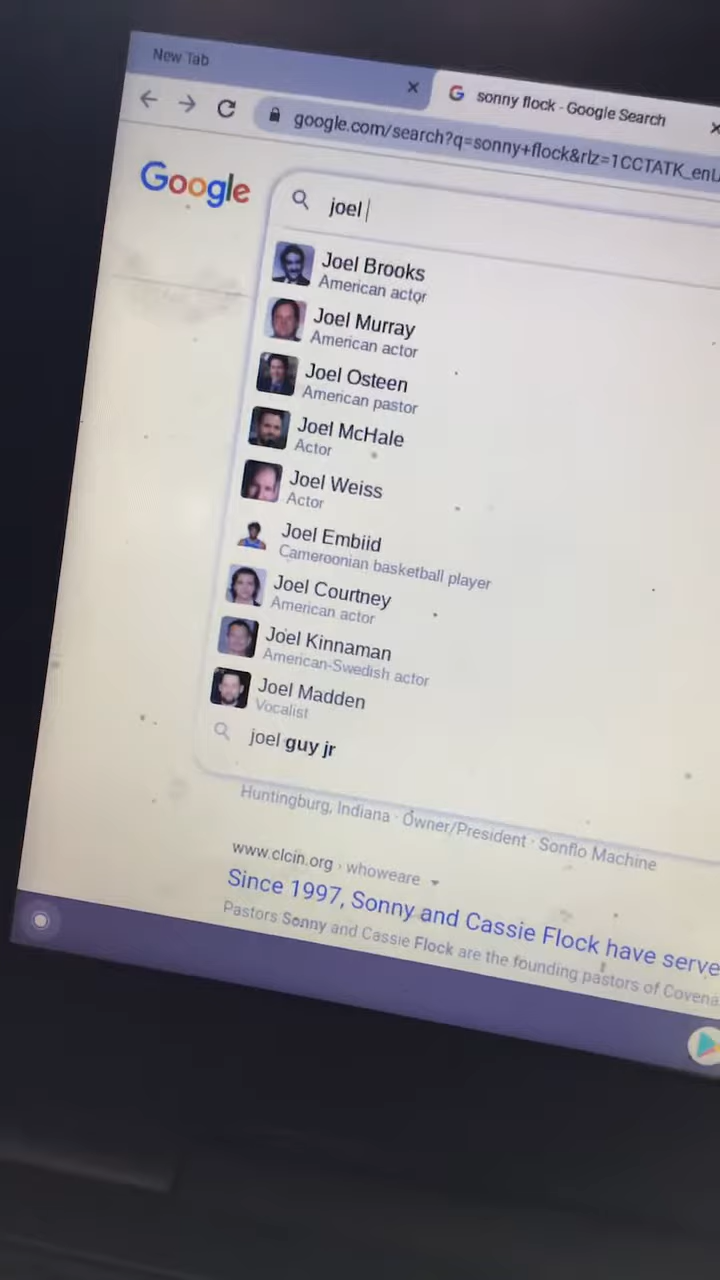 New Tab
sonny flock - Google Search
google.com/search?q=sonny+flock&rlz=1CCTATK_enU
Google
joel
Joel Brooks
American actor
Joel Murray
American actor
Joel Osteen
American pastor
Joel McHale
Actor
Joel Weiss
Actor
Joel Embiid
Cameroonian basketball player
Joel Courtney
American actor
Joel Kinnaman
American-Swedish actor
Joel Madden
Vocalist
joel guy jr
Huntingburg, Indiana · Owner/President · Sonflo Machine
www.clcin.org › whoweare
Since 1997, Sonny and Cassie Flock have serve
Pastors Sonny and Cassie Flock are the founding pastors of Covena